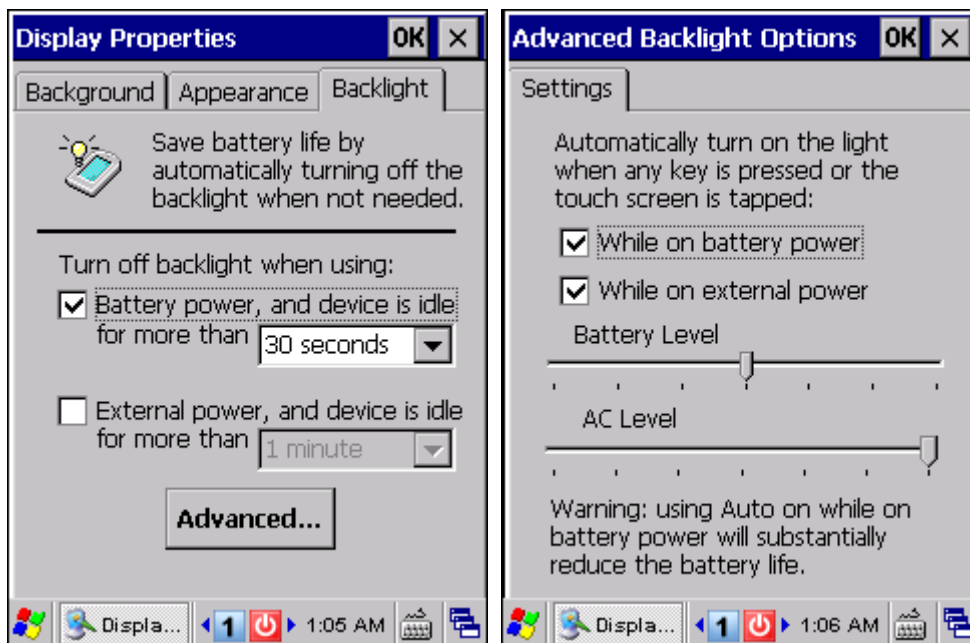 Display Properties OK ×
Background Appearance Backlight
Save battery life by
automatically turning off the
backlight when not needed.
Turn off backlight when using:
Battery power, and device is idle
for more than 30 seconds
External power, and device is idle
for more than 1 minute
Advanced...
Displa... 1 1:05 AM
Advanced Backlight Options OK ×
Settings
Automatically turn on the light
when any key is pressed or the
touch screen is tapped:
While on battery power
While on external power
Battery Level
AC Level
Warning: using Auto on while on
battery power will substantially
reduce the battery life.
Displa... 1 1:06 AM